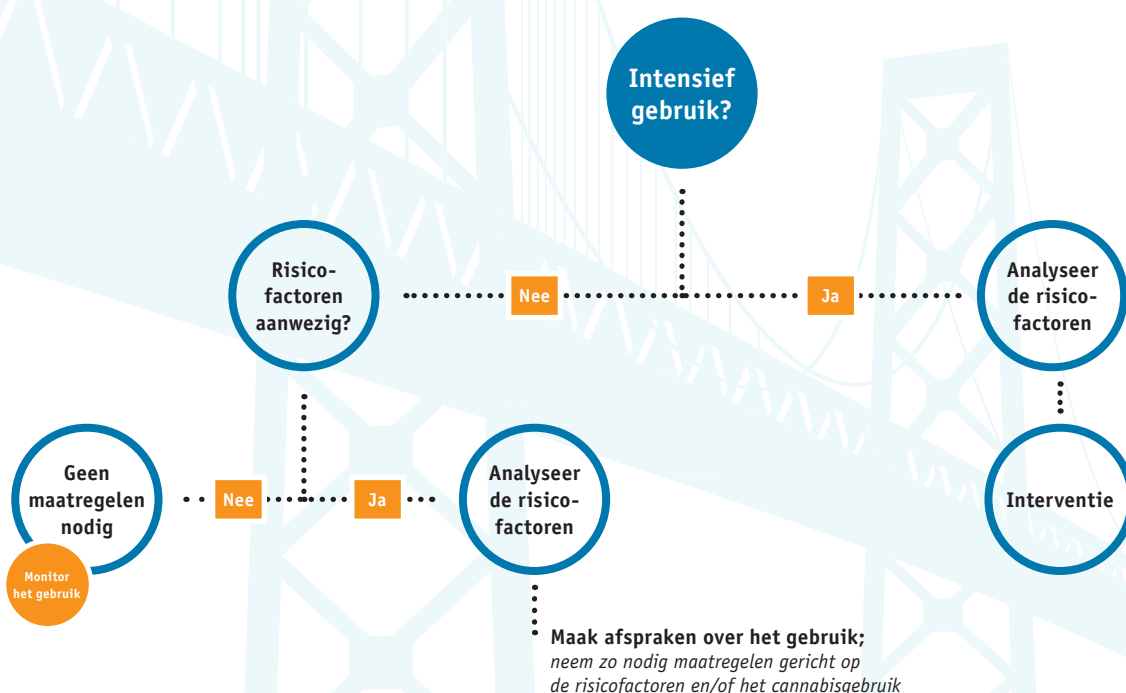 Intensief
gebruik?
Risico-
factoren
aanwezig?
Nee
Ja
Analyseer
de risico-
factoren
Geen
maatregelen
nodig
Monitor
het gebruik
Nee
Ja
Analyseer
de risico-
factoren
Interventie
Maak afspraken over het gebruik;
neem zo nodig maatregelen gericht op
de risicofactoren en/of het cannabisgebruik